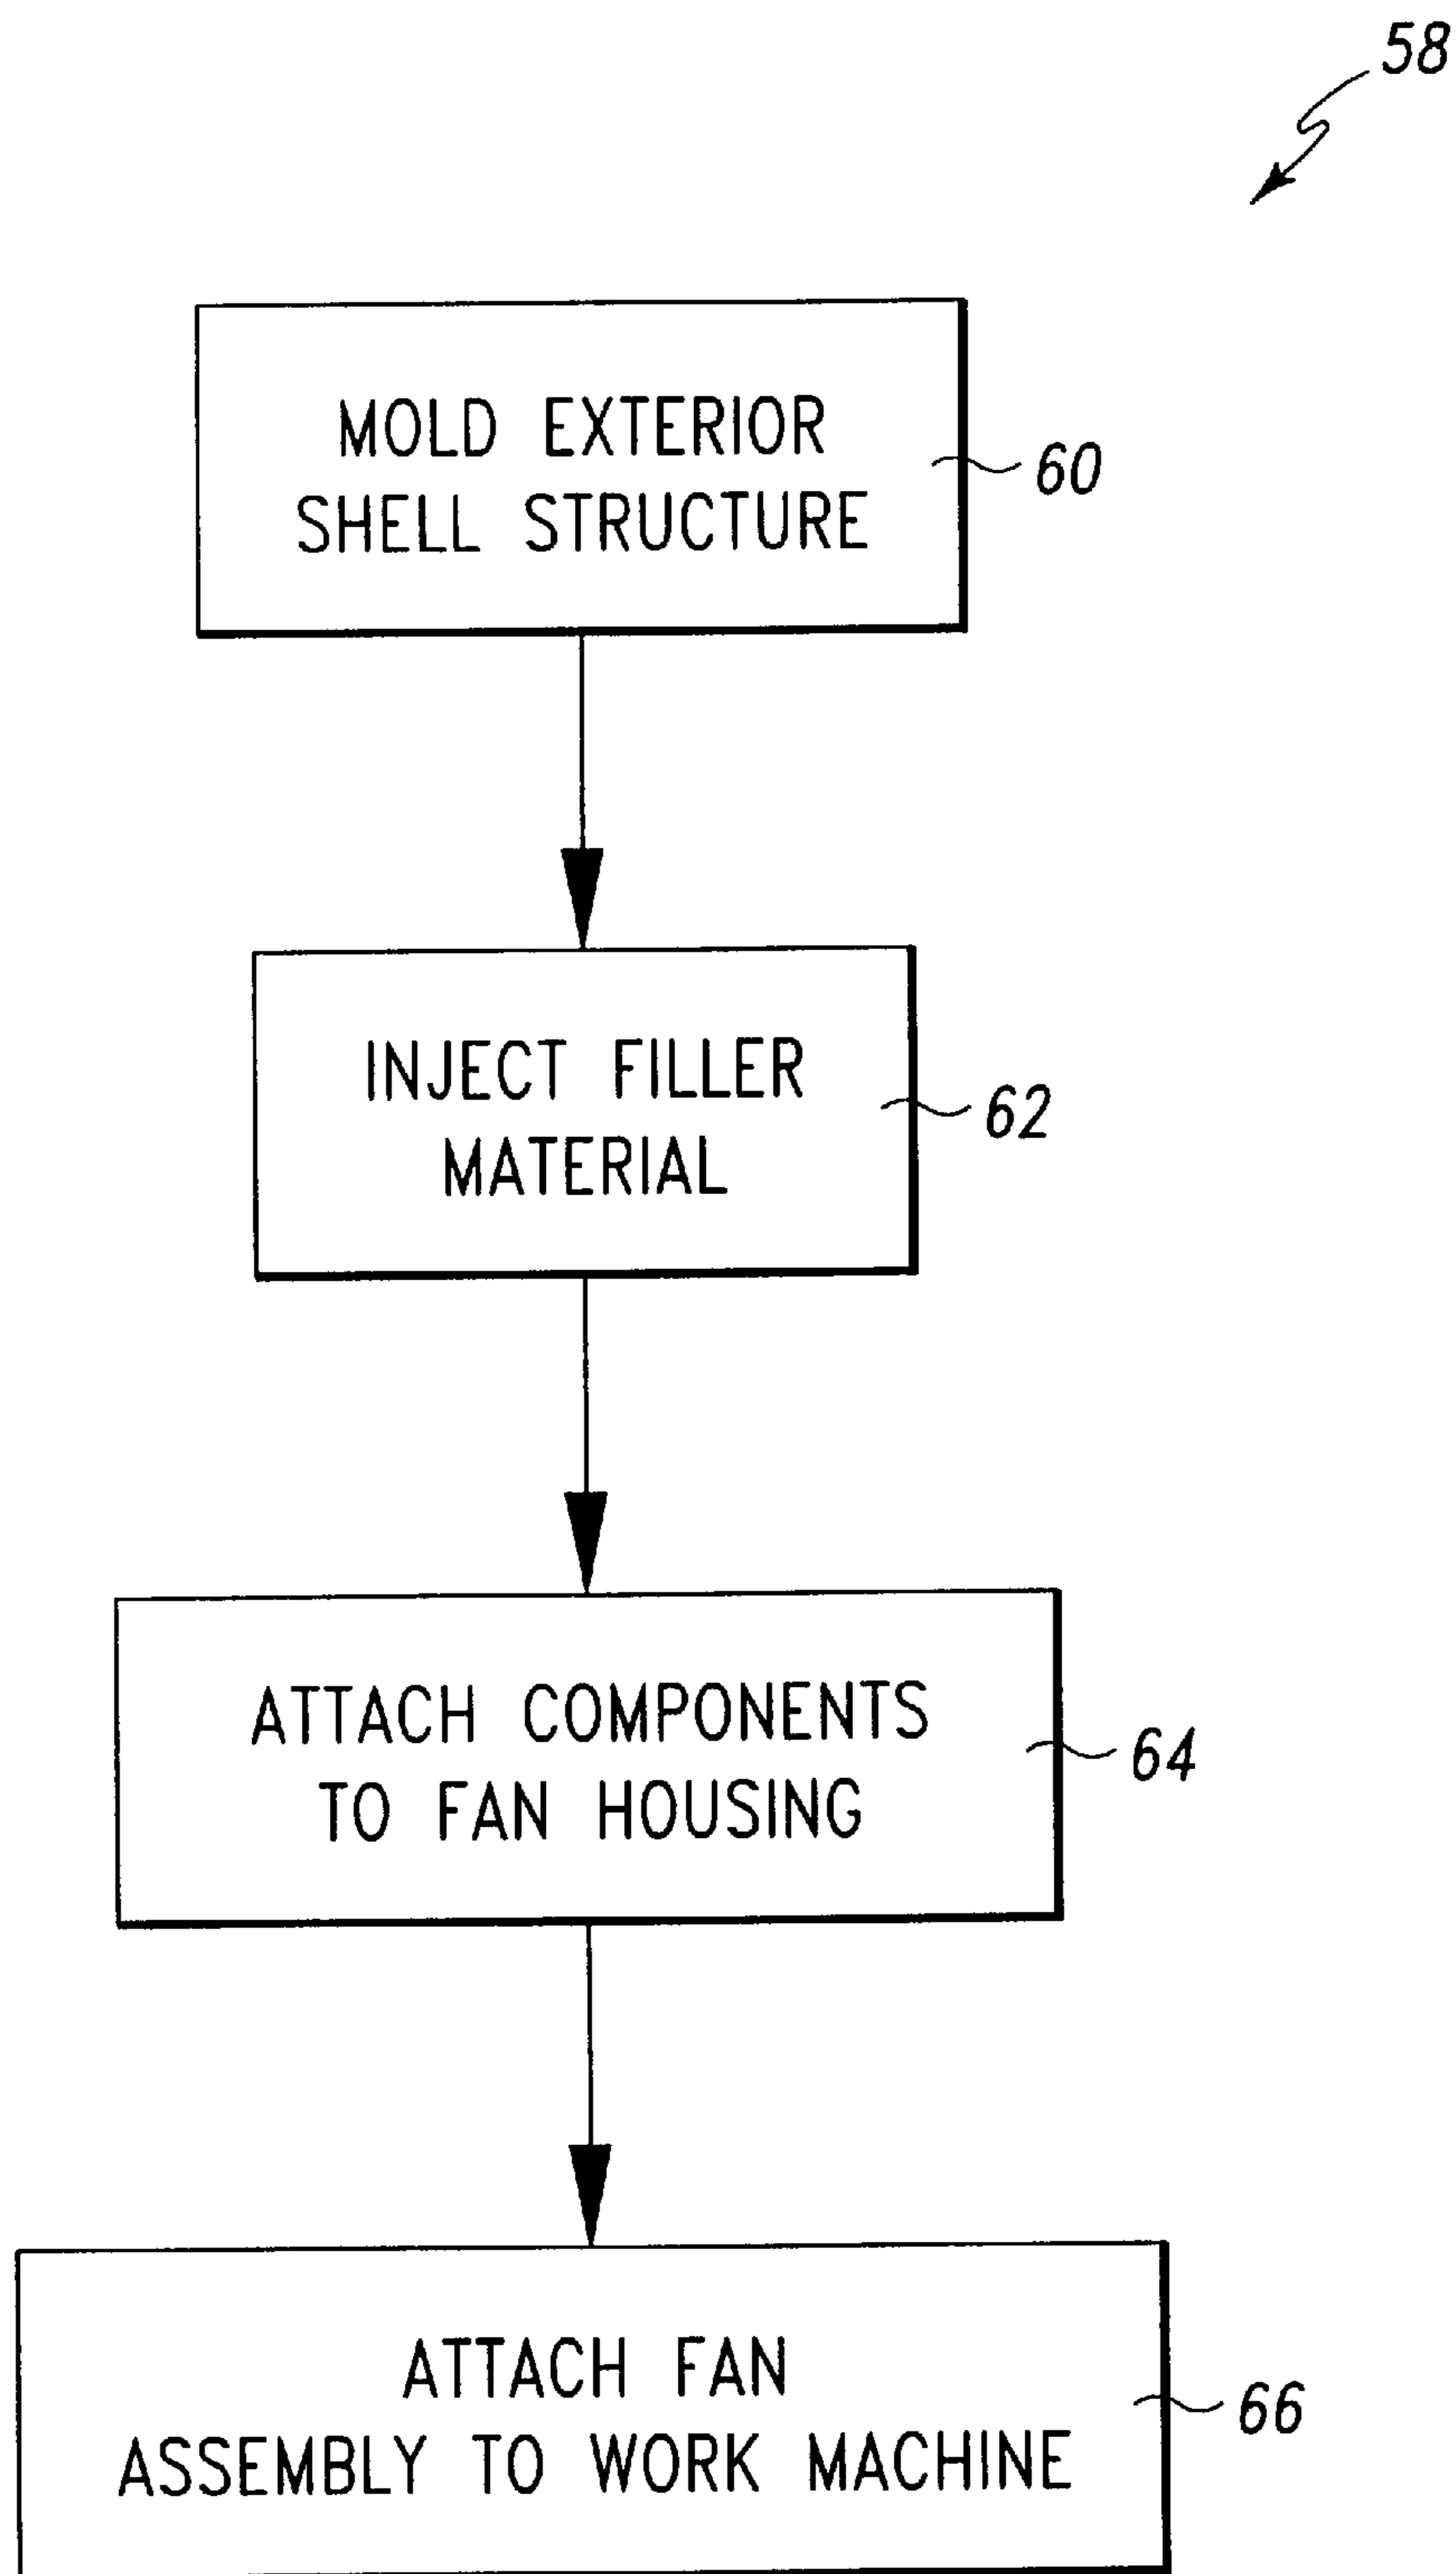 58
MOLD EXTERIOR
SHELL STRUCTURE
60
INJECT FILLER
MATERIAL
62
ATTACH COMPONENTS
TO FAN HOUSING
64
ATTACH FAN
ASSEMBLY TO WORK MACHINE
66